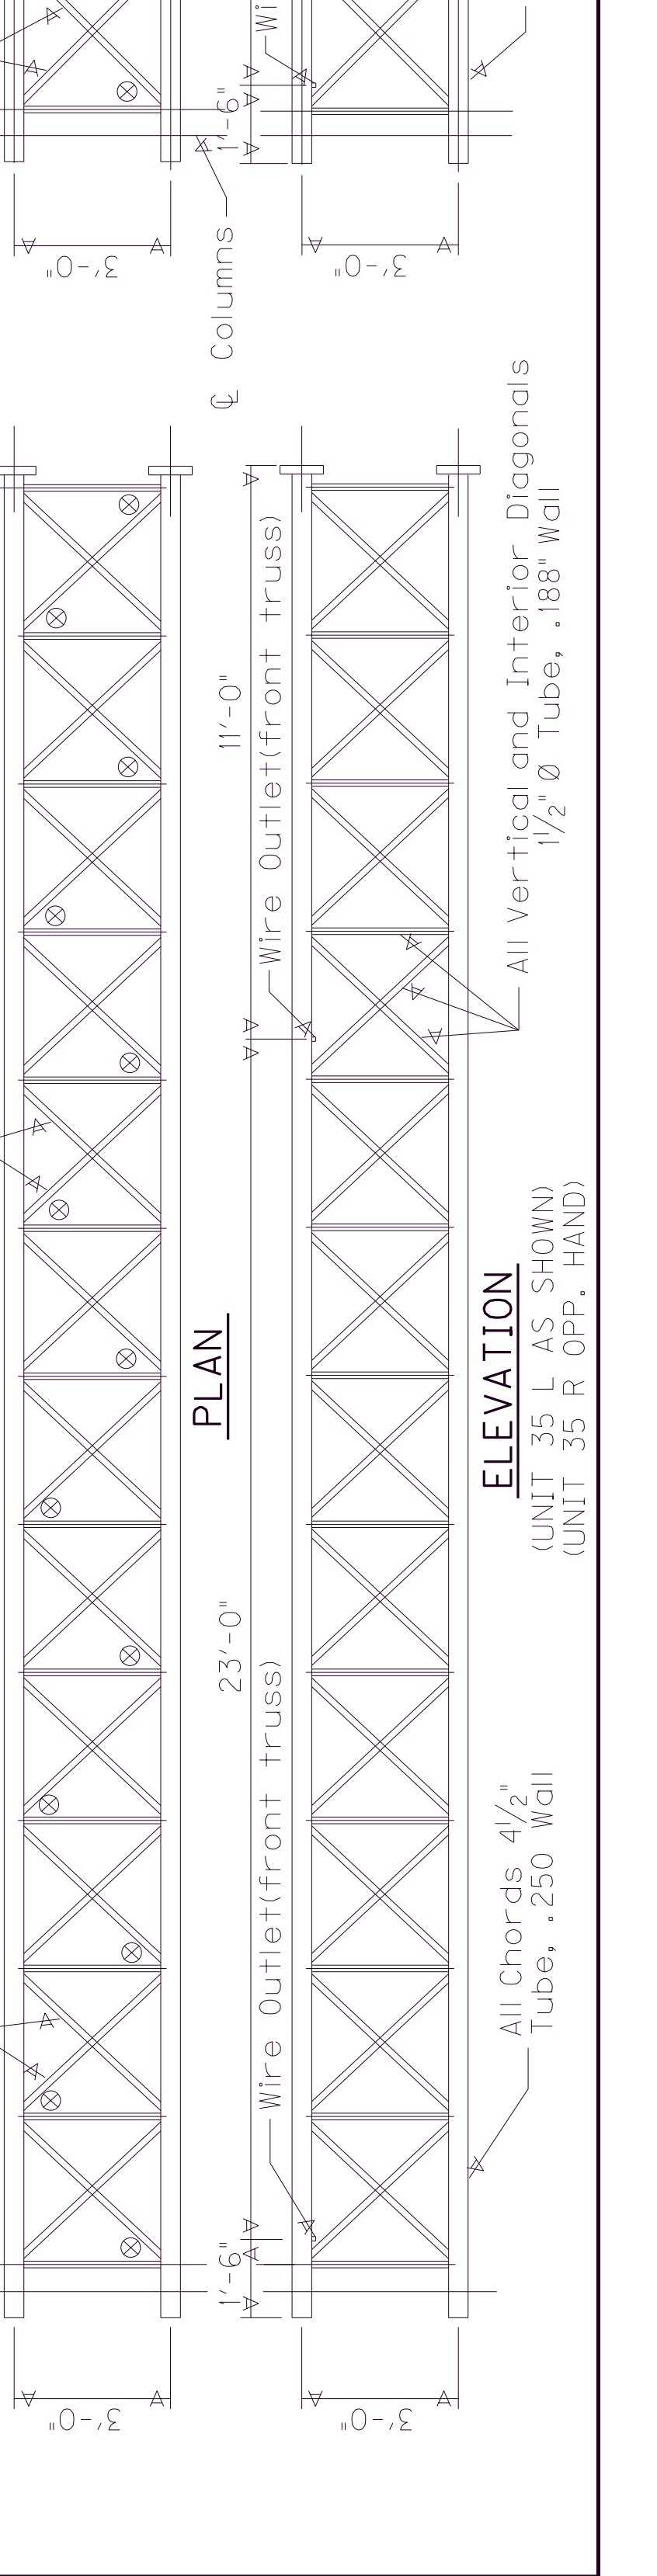 Wi
1'-6"
3'-0"
3'-0"
℄ Columns
11'-0"
Wire Outlet(front truss)
All Vertical and Interior Diagonals
1½" Ø Tube, .188" Wall
PLAN
ELEVATION
(UNIT 35 L AS SHOWN)
(UNIT 35 R OPP. HAND)
23'-0"
Wire Outlet(front truss)
All Chords 4½"
Tube, .250 Wall
1'-6"
3'-0"
3'-0"